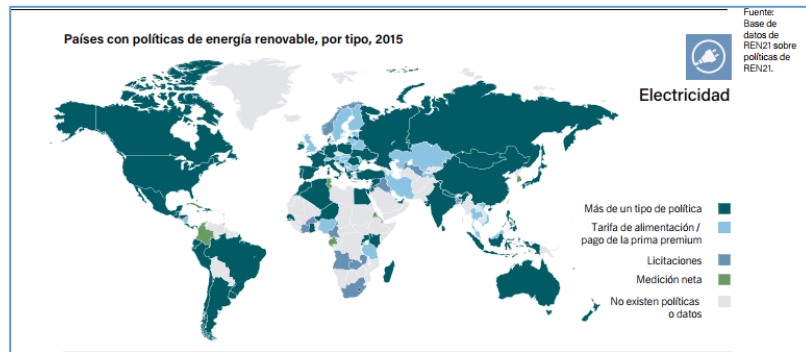 Países con políticas de energía renovable, por tipo, 2015
Fuente:
Base de
datos de
REN21 sobre
políticas de
REN21.
Electricidad
Más de un tipo de política
Tarifa de alimentación /
pago de la prima premium
Licitaciones
Medición neta
No existen políticas
o datos